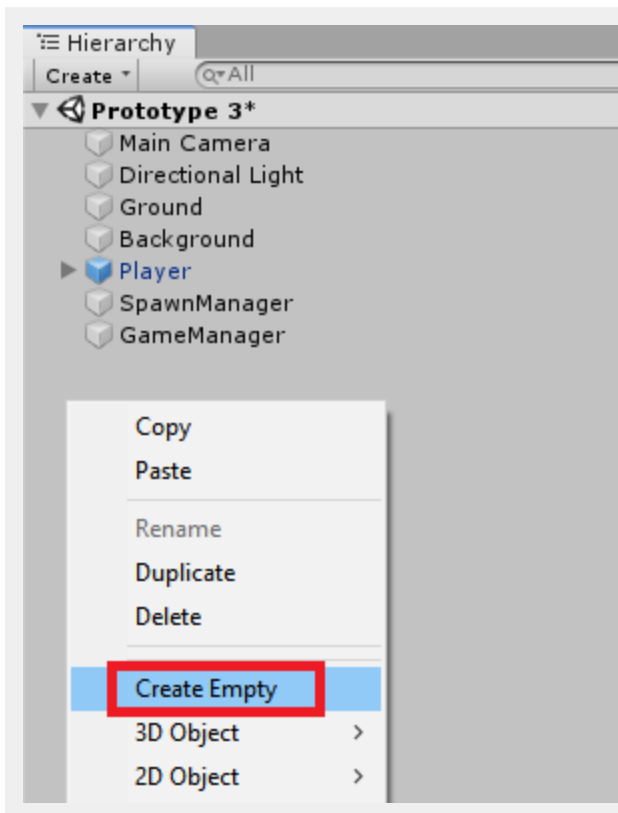 Hierarchy
Create All
Prototype 3*
Main Camera
Directional Light
Ground
Background
Player
SpawnManager
GameManager
Copy
Paste
Rename
Duplicate
Delete
Create Empty
3D Object >
2D Object >